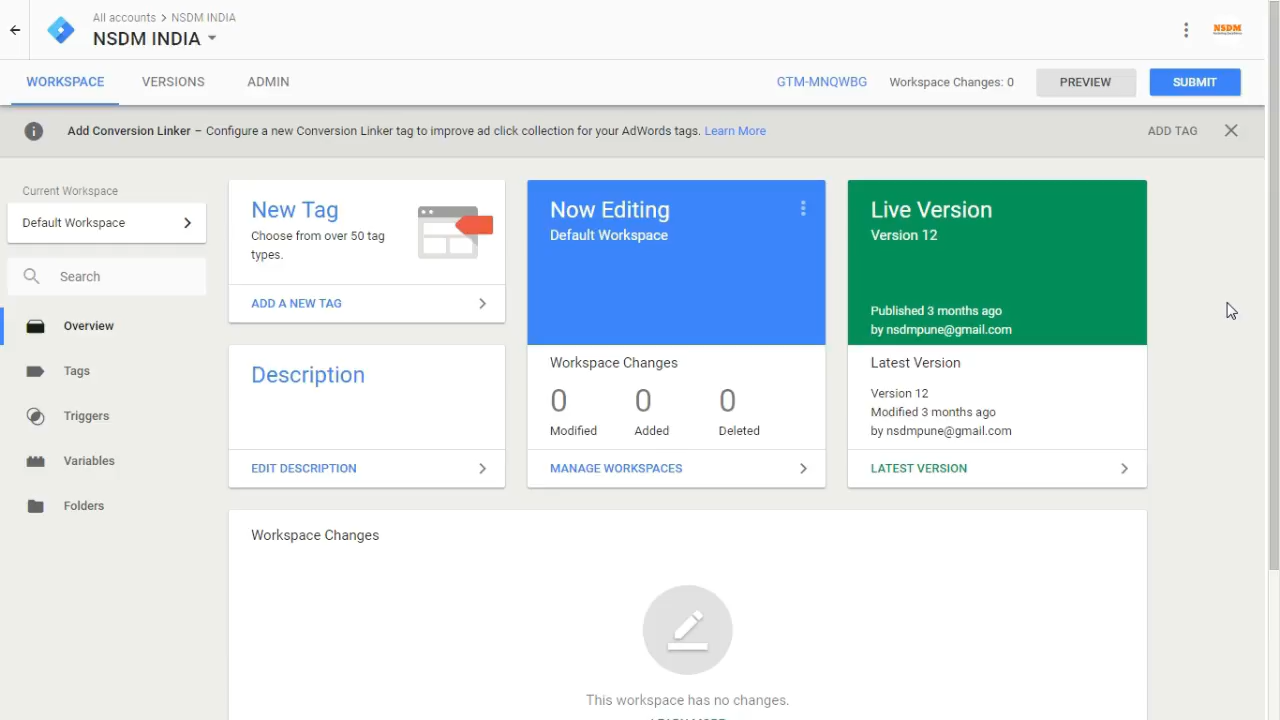 All accounts > NSDM INDIA
NSDM INDIA
NSDM
WORKSPACE
VERSIONS
ADMIN
GTM-MNQWBG
Workspace Changes: 0
PREVIEW
SUBMIT
Add Conversion Linker – Configure a new Conversion Linker tag to improve ad click collection for your AdWords tags. Learn More
ADD TAG
Current Workspace
Default Workspace
Search
Overview
Tags
Triggers
Variables
Folders
New Tag
Choose from over 50 tag
types.
ADD A NEW TAG
Description
EDIT DESCRIPTION
Now Editing
Default Workspace
Workspace Changes
0 0 0
Modified Added Deleted
MANAGE WORKSPACES
Live Version
Version 12
Published 3 months ago
by nsdmpune@gmail.com
Latest Version
Version 12
Modified 3 months ago
by nsdmpune@gmail.com
LATEST VERSION
Workspace Changes
This workspace has no changes.
LEARN MORE